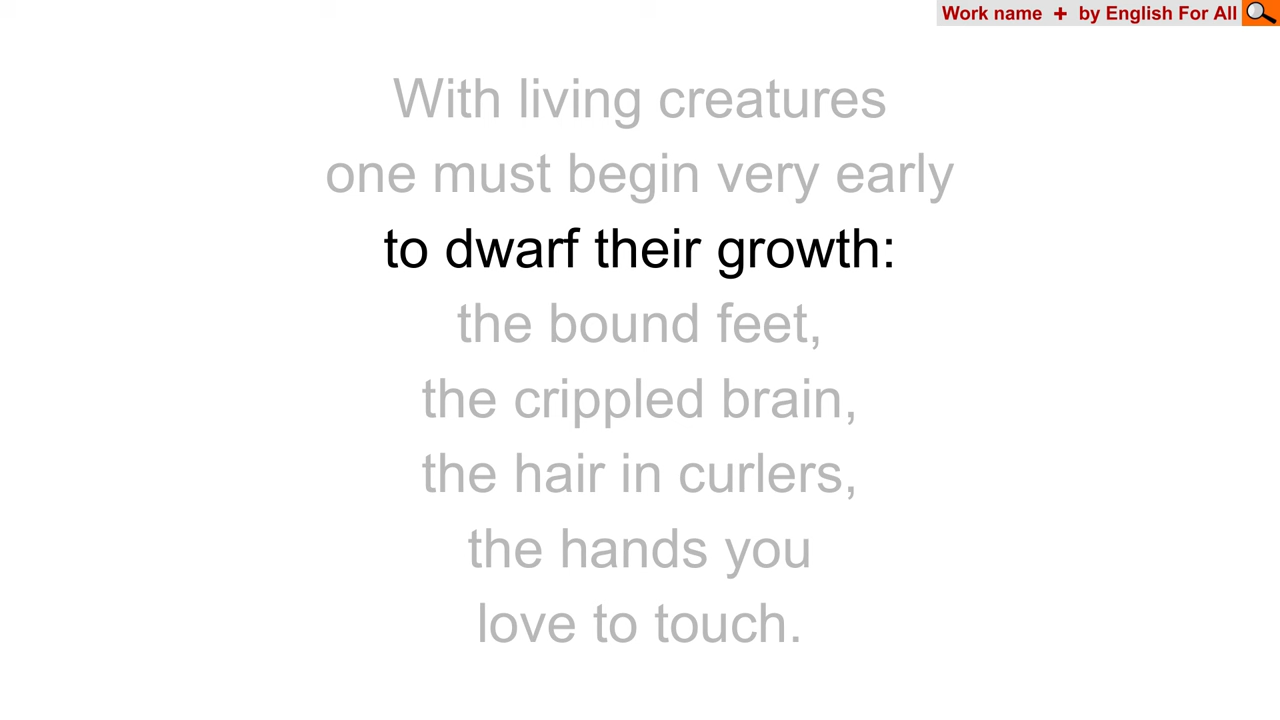 Work name + by English For All
With living creatures
one must begin very early
to dwarf their growth:
the bound feet,
the crippled brain,
the hair in curlers,
the hands you
love to touch.